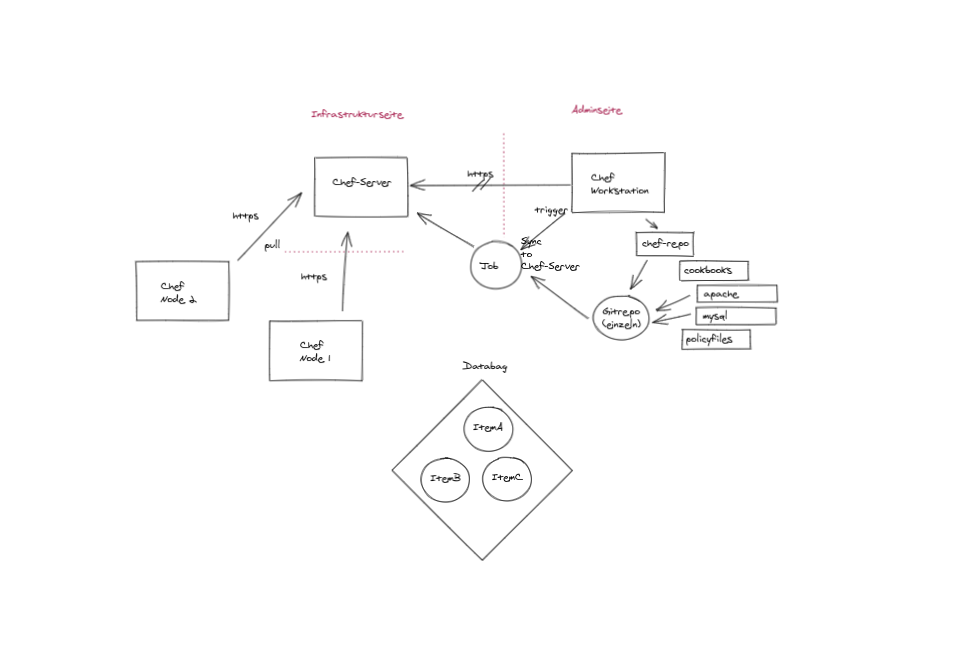 Infrastrukturseite
Adminseite
Chef-Server
https
Chef
Workstation
https
trigger
pull
Sync
to
Chef-Server
Job
chef-repo
cookbooks
apache
mysql
policyfiles
Gitrepo
(einzeln)
https
Chef
Node 2
Chef
Node 1
Databag
ItemA
ItemB
ItemC